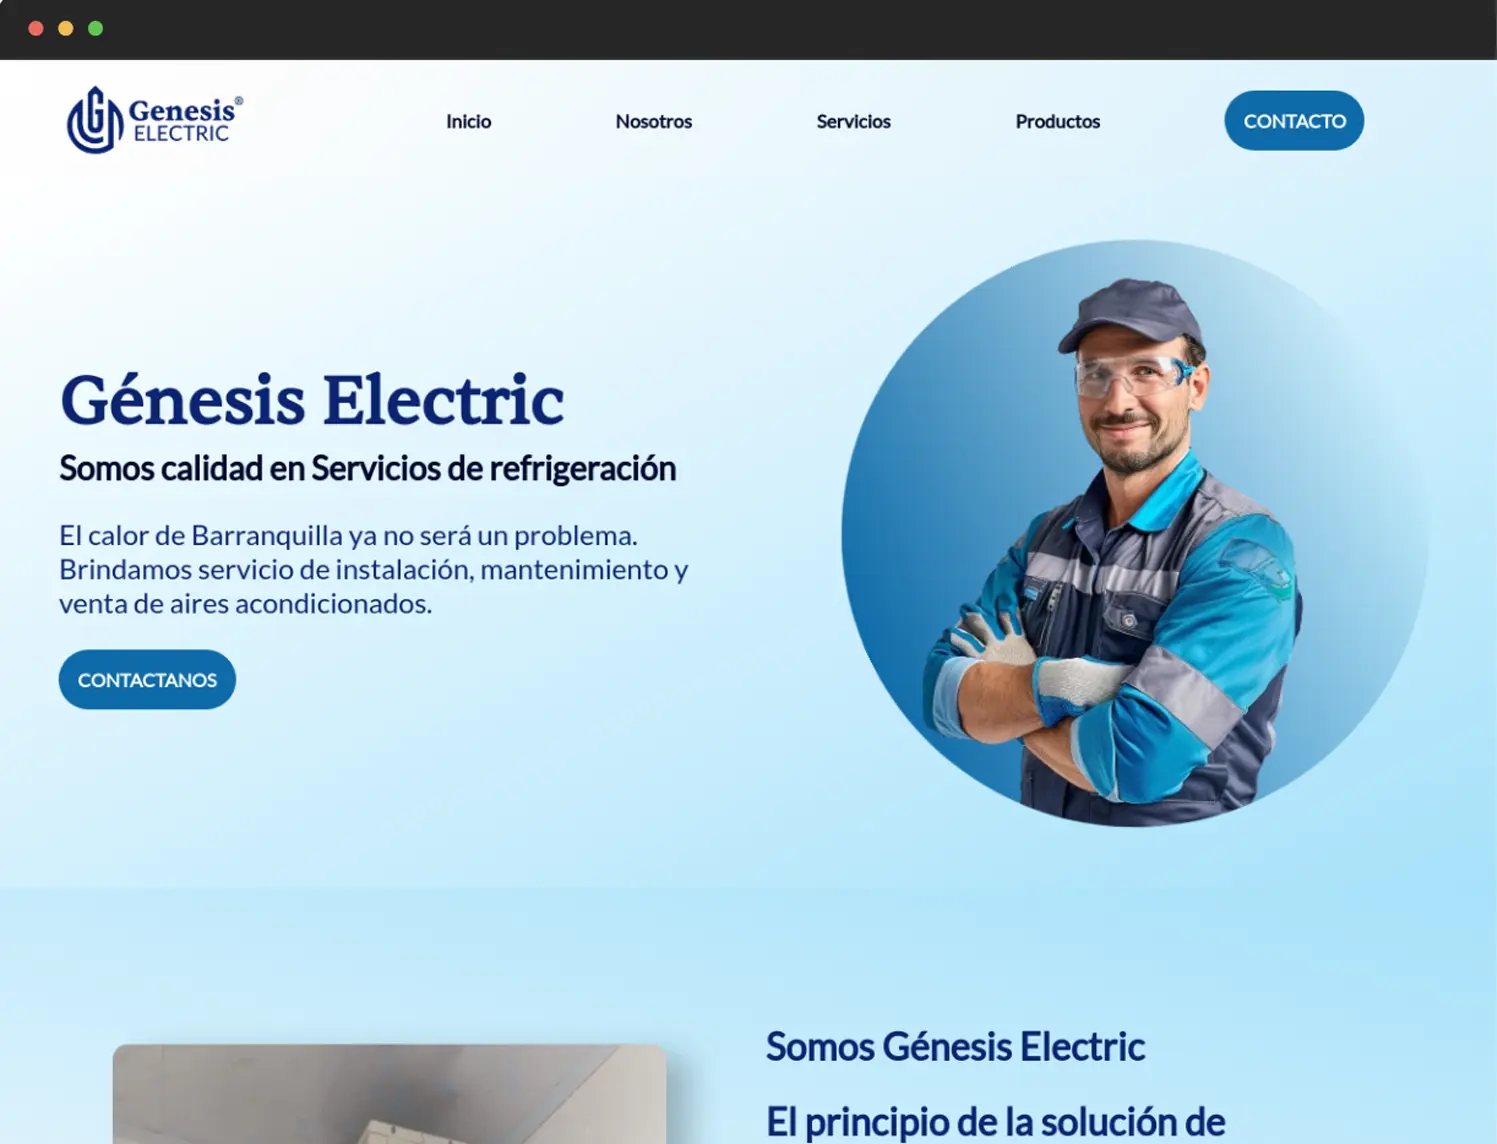 Genesis®
ELECTRIC
Inicio
Nosotros
Servicios
Productos
CONTACTO
Génesis Electric
Somos calidad en Servicios de refrigeración
El calor de Barranquilla ya no será un problema.
Brindamos servicio de instalación, mantenimiento y
venta de aires acondicionados.
CONTACTANOS
Somos Génesis Electric
El principio de la solución de